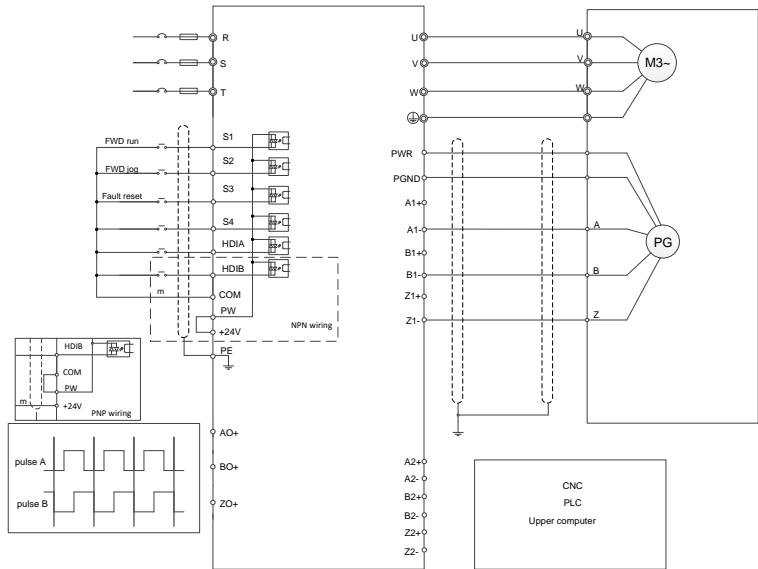 R
S
T
FWD run
FWD jog
Fault reset
S1
S2
S3
S4
HDIA
HDIB
m
COM
PW
+24V
NPN wiring
PE
HDIB
COM
PW
m
+24V
PNP wiring
pulse A
pulse B
AO+
BO+
ZO+
U
V
W
PWR
PGND
A1+
A1-
B1+
B1-
Z1+
Z1-
A2+
A2-
B2+
B2-
Z2+
Z2-
U
V
W
M3~
A
B
Z
PG
CNC
PLC
Upper computer